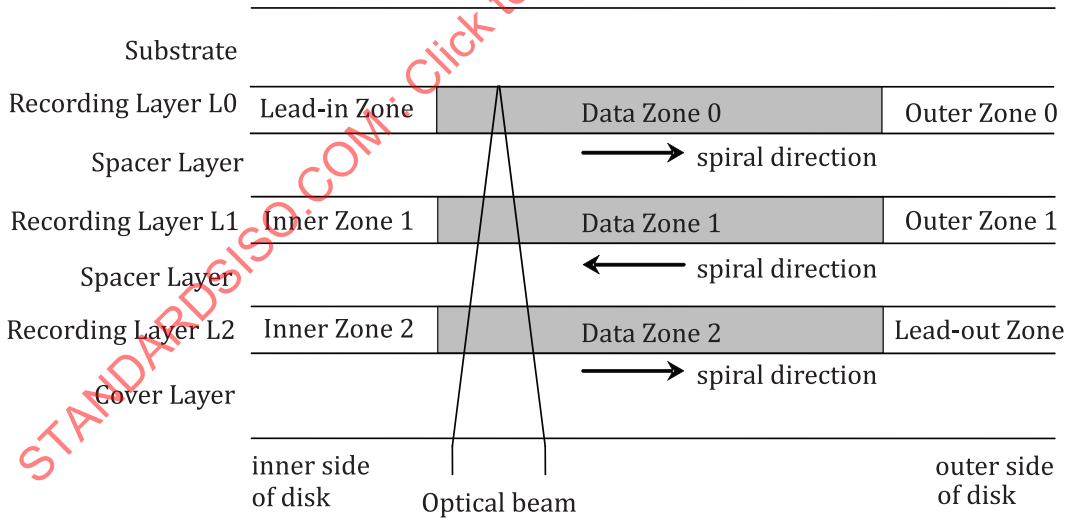 Substrate
Recording Layer L0 Lead-in Zone Data Zone 0 Outer Zone 0
Spacer Layer spiral direction
Recording Layer L1 Inner Zone 1 Data Zone 1 Outer Zone 1
Spacer Layer spiral direction
Recording Layer L2 Inner Zone 2 Data Zone 2 Lead-out Zone
Cover Layer spiral direction
inner side of disk
Optical beam
outer side of disk
STANDARDSISO.COM : Click to